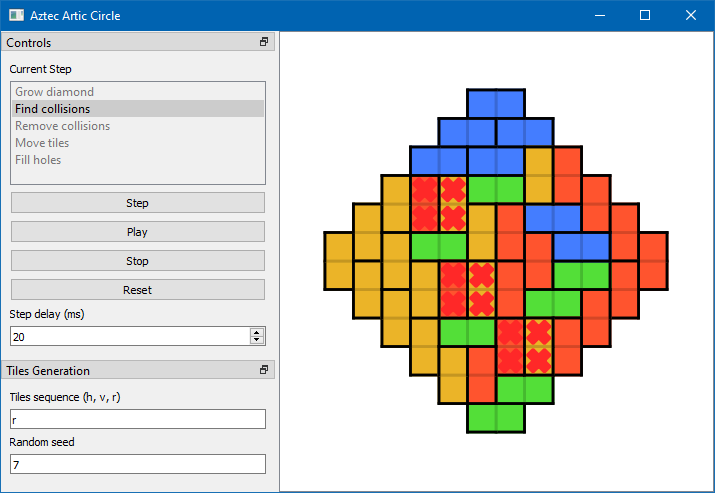 Aztec Artic Circle
Controls
Current Step
Grow diamond
Find collisions
Remove collisions
Move tiles
Fill holes
Step
Play
Stop
Reset
Step delay (ms)
20
Tiles Generation
Tiles sequence (h, v, r)
r
Random seed
7